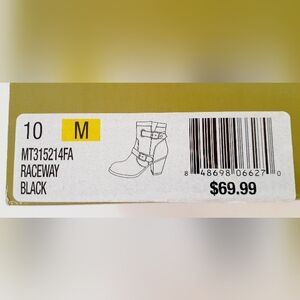 10 M
MT315214FA
RACEWAY
BLACK
8 48698 06627 0
$69.99